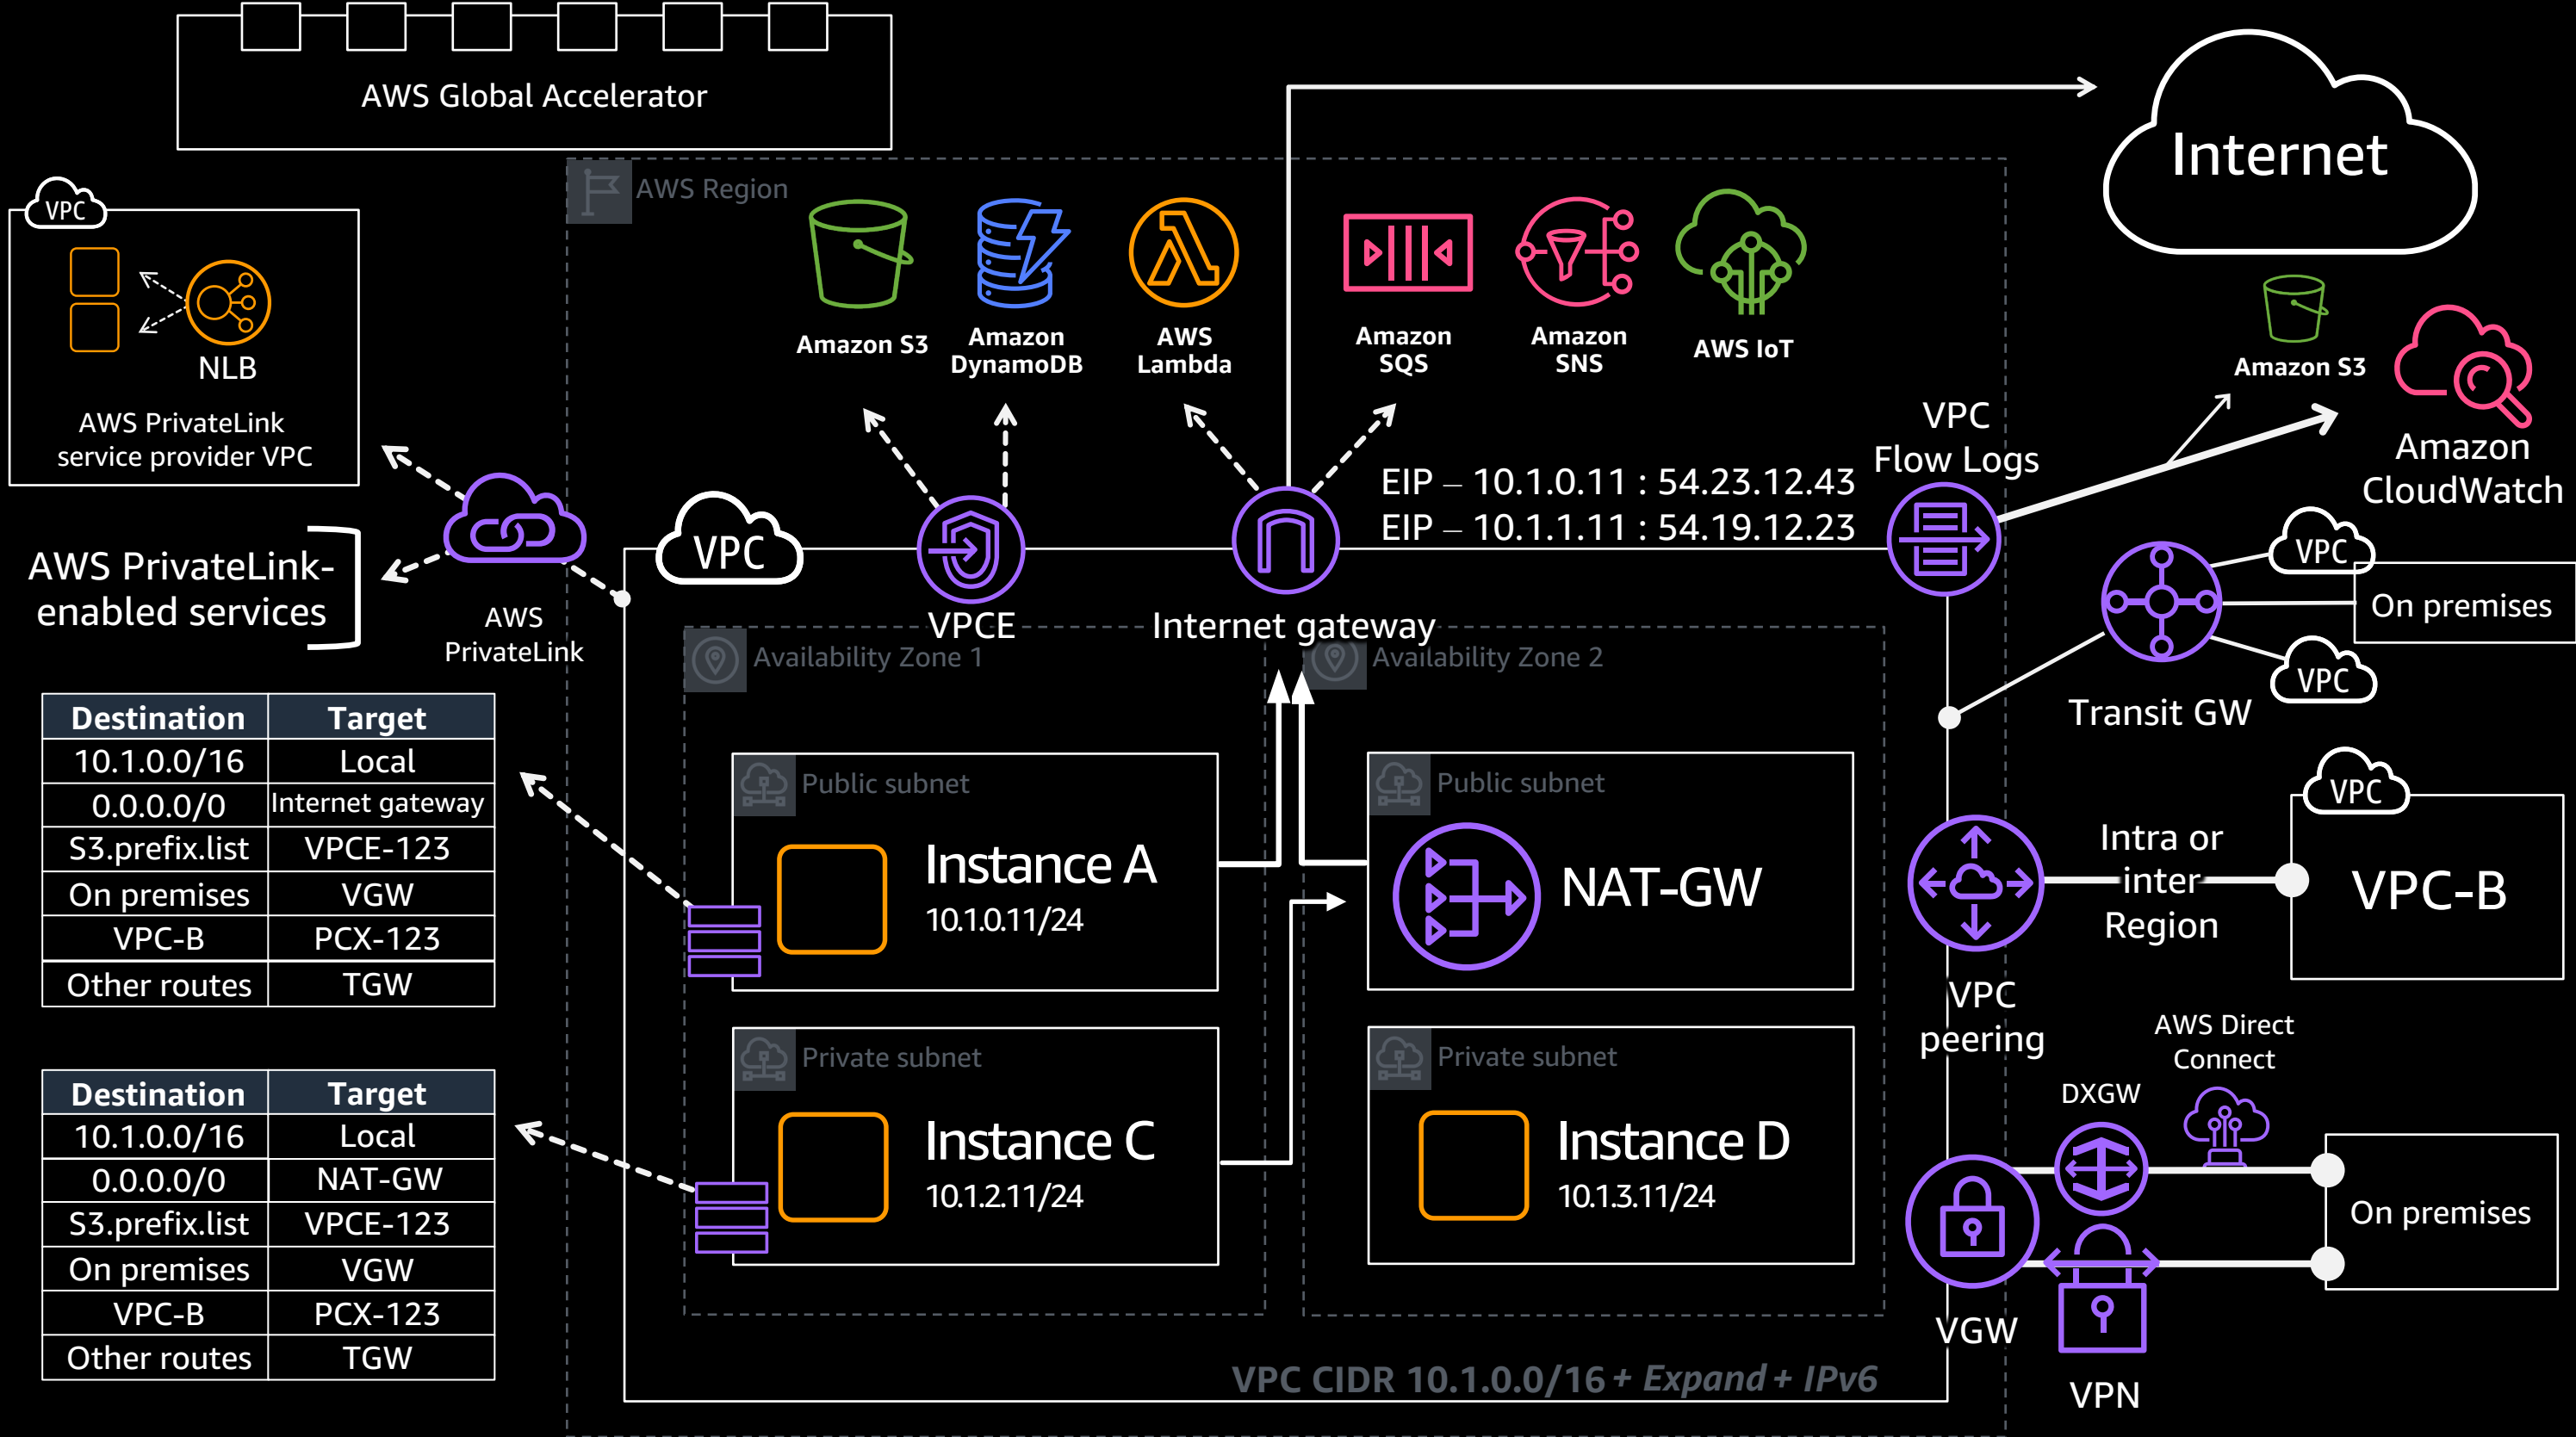 AWS Global Accelerator
Internet
AWS Region
VPC
NLB
AWS PrivateLink
service provider VPC
Amazon S3
Amazon
DynamoDB
AWS
Lambda
Amazon
SQS
Amazon
SNS
AWS IoT
Amazon S3
Amazon
CloudWatch
VPC
Flow Logs
EIP – 10.1.0.11 : 54.23.12.43
EIP – 10.1.1.11 : 54.19.12.23
AWS PrivateLink-
enabled services
AWS
PrivateLink
VPC
VPCE
Internet gateway
VPC
On premises
VPC
Transit GW
Availability Zone 1
Availability Zone 2
Destination Target
10.1.0.0/16 Local
0.0.0.0/0 Internet gateway
S3.prefix.list VPCE-123
On premises VGW
VPC-B PCX-123
Other routes TGW
Public subnet
Instance A
10.1.0.11/24
Public subnet
NAT-GW
VPC
peering
Intra or
inter
Region
VPC
VPC-B
Destination Target
10.1.0.0/16 Local
0.0.0.0/0 NAT-GW
S3.prefix.list VPCE-123
On premises VGW
VPC-B PCX-123
Other routes TGW
Private subnet
Instance C
10.1.2.11/24
Private subnet
Instance D
10.1.3.11/24
AWS Direct
Connect
DXGW
On premises
VGW
VPN
VPC CIDR 10.1.0.0/16 + Expand + IPv6